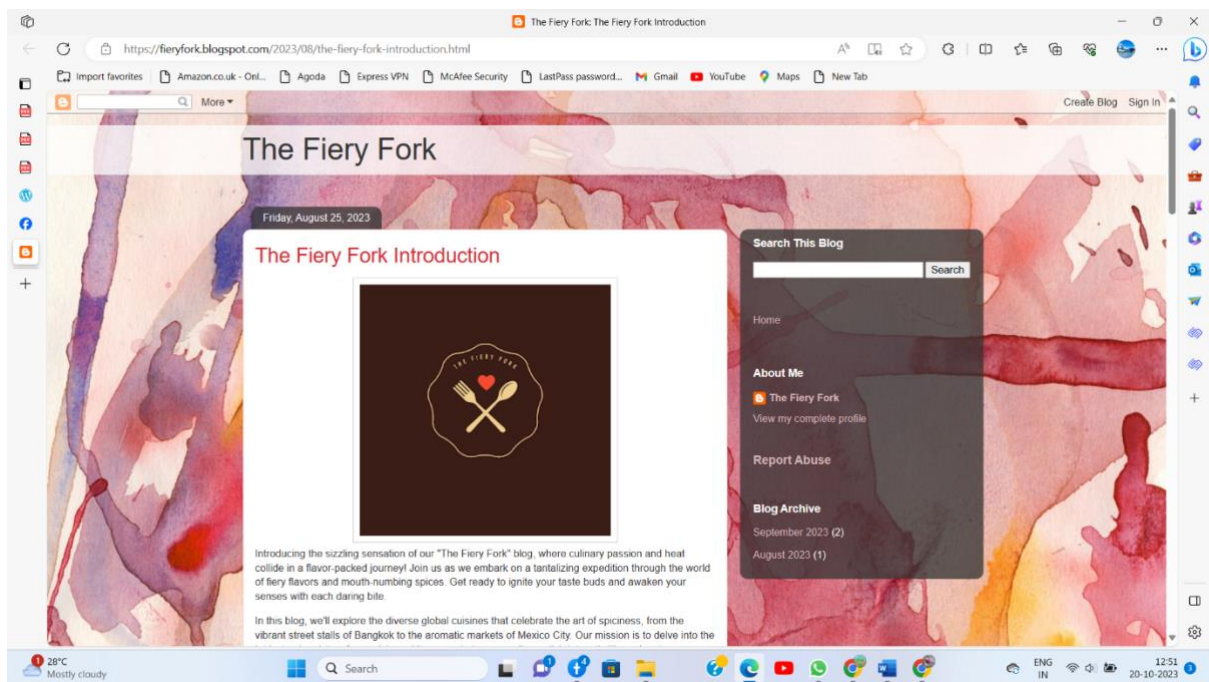 The Fiery Fork: The Fiery Fork Introduction
https://fieryfork.blogspot.com/2023/08/the-fiery-fork-introduction.html
Import favorites Amazon.co.uk - Onl... Agoda Express VPN McAfee Security LastPass password... Gmail YouTube Maps New Tab
More
Create Blog Sign In
The Fiery Fork
Friday, August 25, 2023
The Fiery Fork Introduction
THE FIERY FORK
Introducing the sizzling sensation of our "The Fiery Fork" blog, where culinary passion and heat
collide in a flavor-packed journey! Join us as we embark on a tantalizing expedition through the world
of fiery flavors and mouth-numbing spices. Get ready to ignite your taste buds and awaken your
senses with each daring bite.
In this blog, we'll explore the diverse global cuisines that celebrate the art of spiciness, from the
vibrant street stalls of Bangkok to the aromatic markets of Mexico City. Our mission is to delve into the
Search This Blog
Search
Home
About Me
The Fiery Fork
View my complete profile
Report Abuse
Blog Archive
September 2023 (2)
August 2023 (1)
28°C
Mostly cloudy
Search
ENG
IN
12:51
20-10-2023